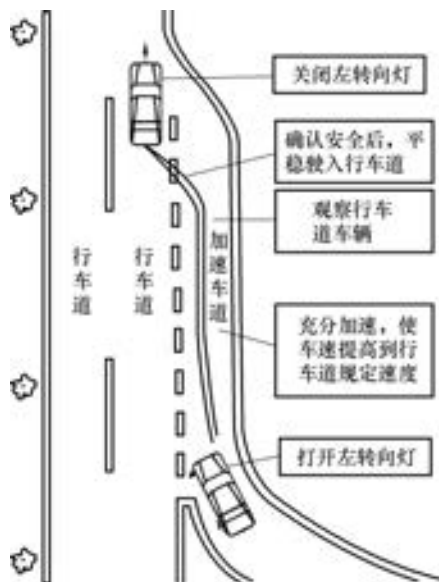 关闭左转向灯
确认安全后，平
稳驶入行车道
观察行车
道车辆
行车道
行车道
加速车道
充分加速，使
车速提高到行
车道规定速度
打开左转向灯